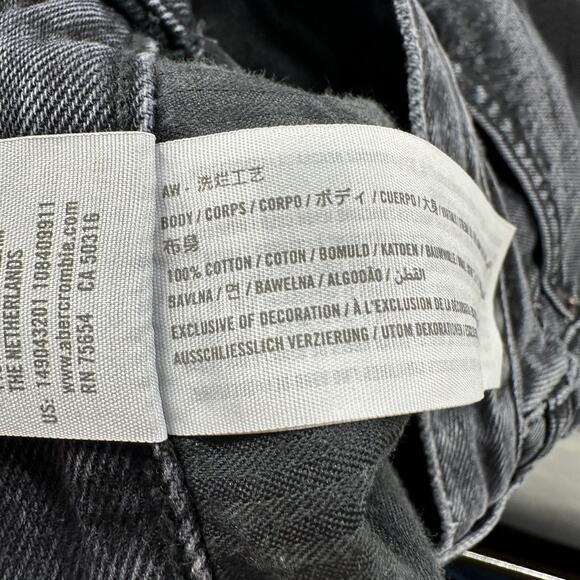 THE NETHERLANDS
US: 149043201 108409911
www.abercrombie.com
RN 75654 CA 50316
AW - 洗烂工艺
BODY / CORPS / CORPO / ボディ / CUERPO / 大身
布身
100% COTTON / COTON / BOMULD / KATOEN / BAUMWOLLE
BAVLNA / 면 / BAWEŁNA / ALGODÃO / القطن
EXCLUSIVE OF DECORATION / À L'EXCLUSION DE LA
AUSSCHLIESSLICH VERZIERUNG / UTOM DEKORATIONER